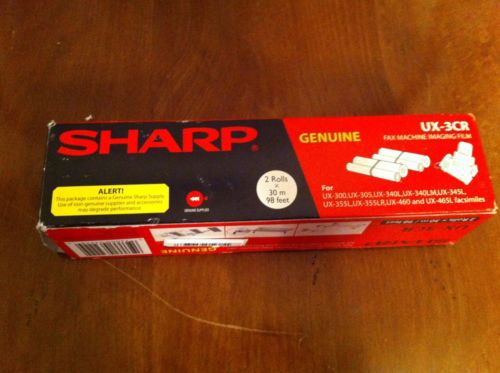 SHARP®
GENUINE
UX-3CR
FAX MACHINE IMAGING FILM
2 Rolls
x
30 m
98 feet
For
UX-300,UX-305,UX-340L,UX-340LM,UX-345L,
UX-355L,UX-355LR,UX-460 and UX-465L facsimiles
ALERT!
This package contains a Genuine Sharp Supply.
Use of non-genuine supplies and accessories
may degrade performance!
GENUINE SUPPLIES